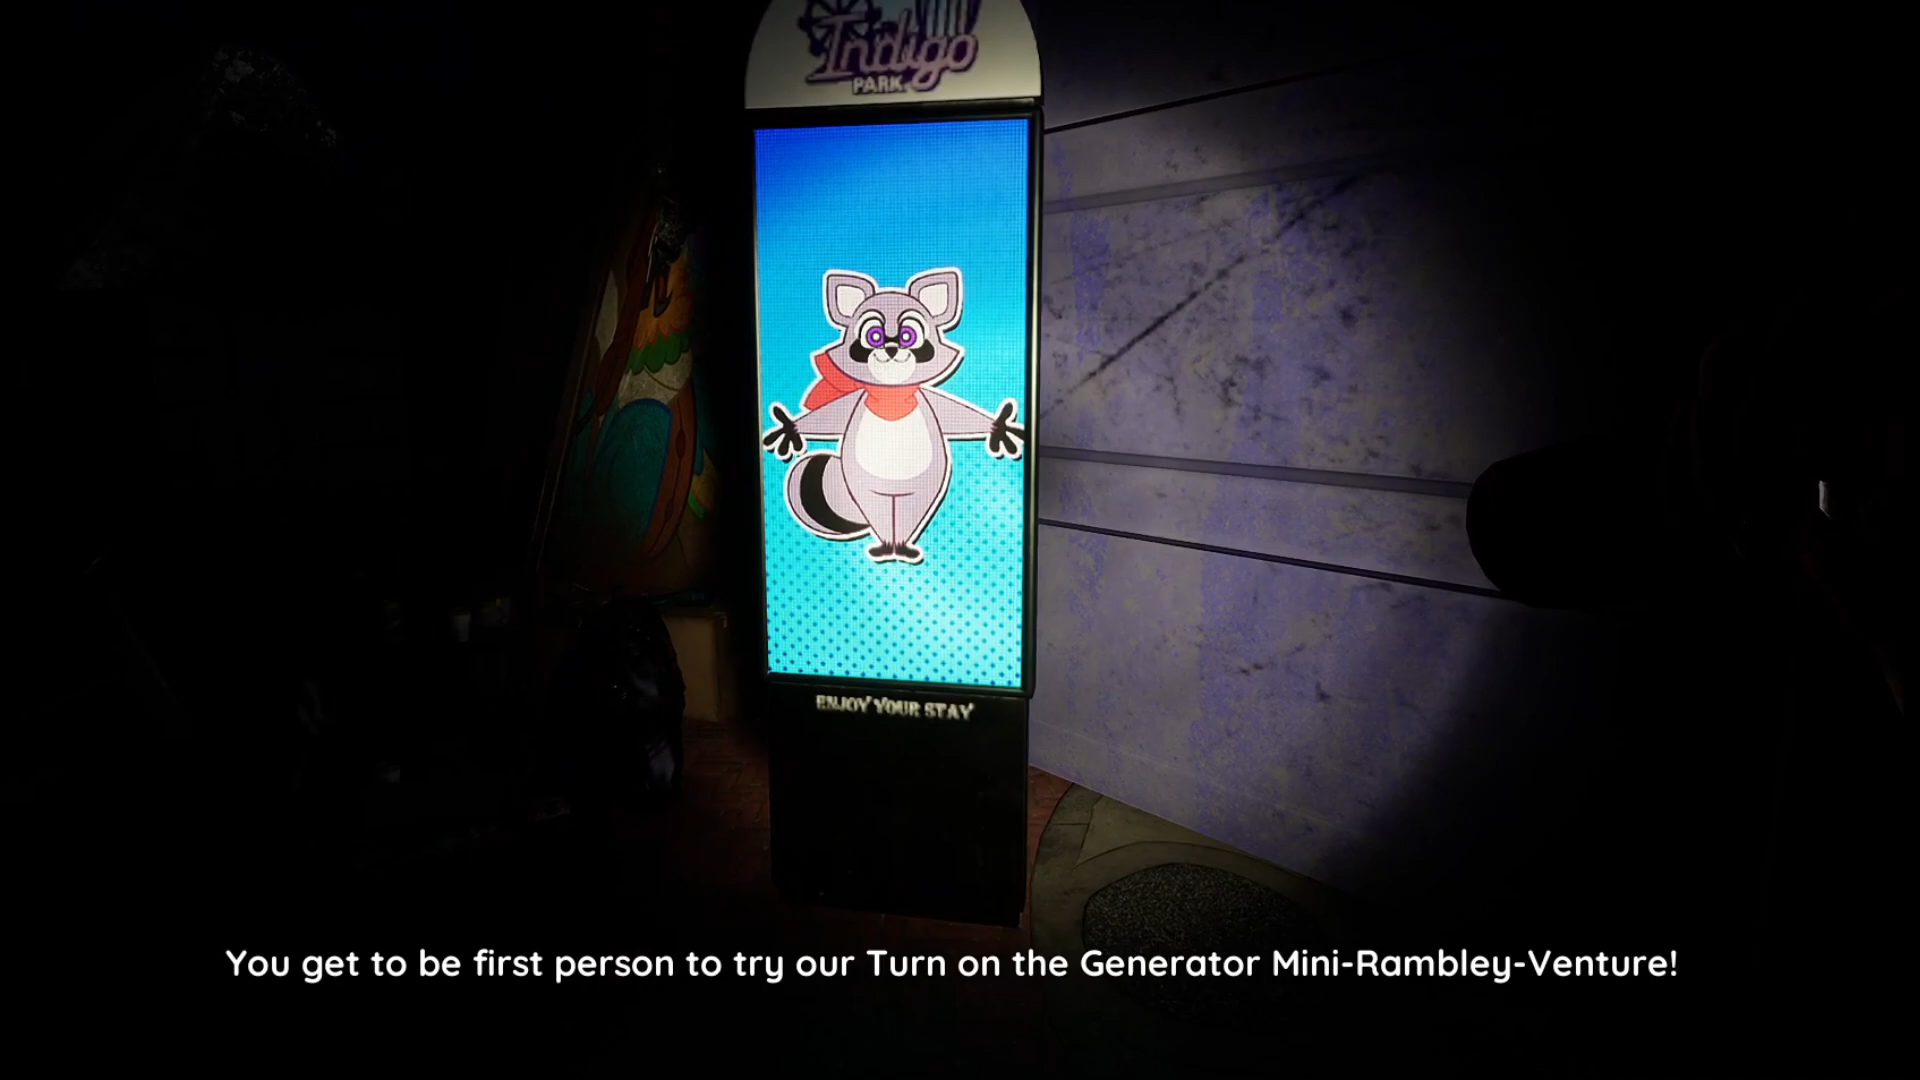 Indigo
PARK
ENJOY YOUR STAY
You get to be first person to try our Turn on the Generator Mini-Rambley-Venture!